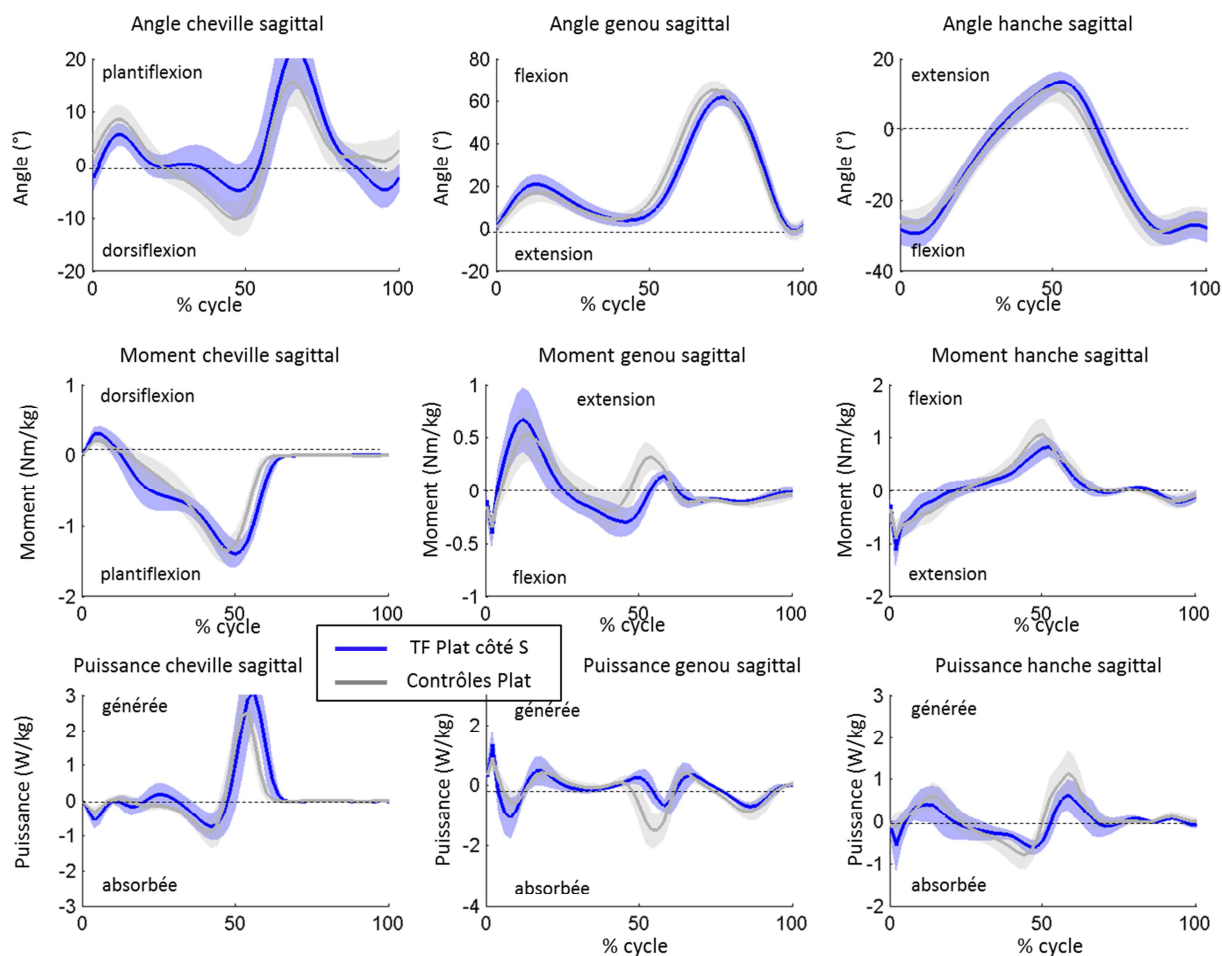 Angle cheville sagittal
Angle genou sagittal
Angle hanche sagittal
Angle (°)
20
10
0
-10
-20
plantiflexion
dorsiflexion
0
50
100
% cycle
Angle (°)
80
60
40
20
0
-20
flexion
extension
0
50
100
% cycle
Angle (°)
20
0
-20
-40
extension
flexion
0
50
100
% cycle
Moment cheville sagittal
Moment genou sagittal
Moment hanche sagittal
Moment (Nm/kg)
1
0
-1
-2
dorsiflexion
plantiflexion
0
50
100
% cycle
Moment (Nm/kg)
1
0.5
0
-0.5
-1
extension
flexion
0
50
100
% cycle
Moment (Nm/kg)
2
1
0
-1
-2
flexion
extension
0
50
100
% cycle
TF Plat côté S
Contrôles Plat
Puissance cheville sagittal
Puissance genou sagittal
Puissance hanche sagittal
Puissance (W/kg)
3
2
1
0
-1
-2
-3
générée
absorbée
0
50
100
% cycle
Puissance (W/kg)
2
0
-2
-4
générée
absorbée
0
50
100
% cycle
Puissance (W/kg)
3
2
1
0
-1
-2
générée
absorbée
0
50
100
% cycle